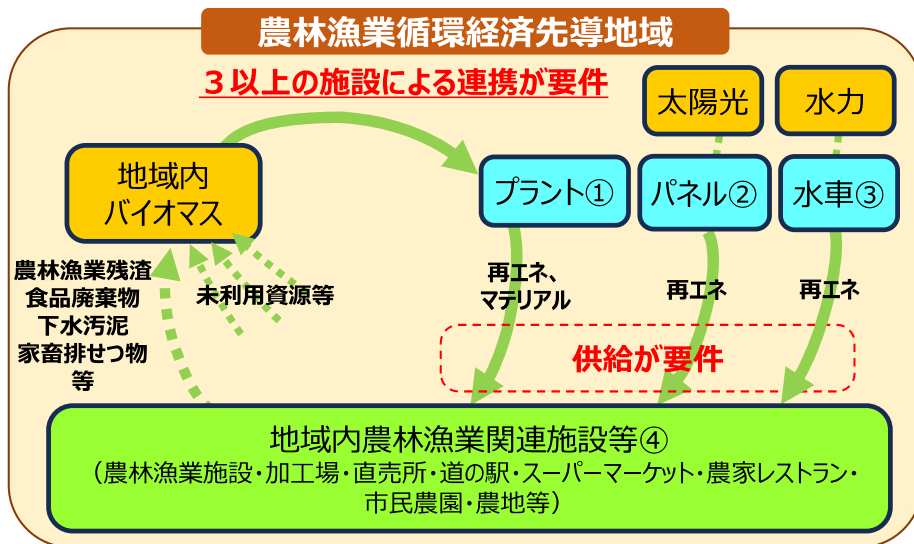 農林漁業循環経済先導地域
３以上の施設による連携が要件
太陽光
水力
地域内
バイオマス
プラント①
パネル②
水車③
農林漁業残渣
食品廃棄物
下水汚泥
家畜排せつ物
等
未利用資源等
再エネ、
マテリアル
再エネ
再エネ
供給が要件
地域内農林漁業関連施設等④
（農林漁業施設・加工場・直売所・道の駅・スーパーマーケット・農家レストラン・
市民農園・農地等）